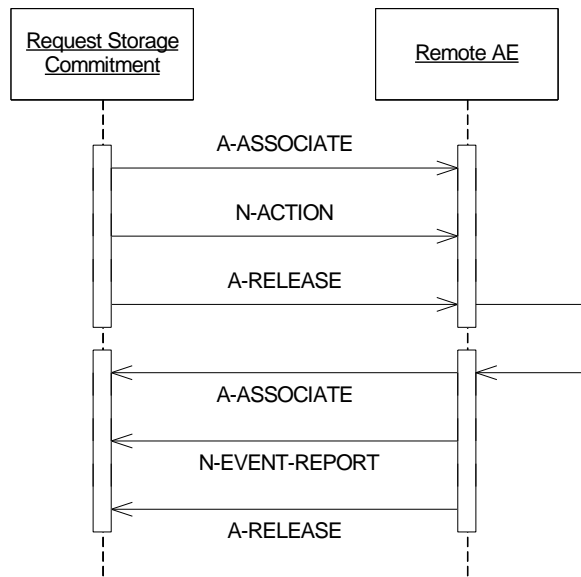 Request Storage
Commitment
Remote AE
A-ASSOCIATE
N-ACTION
A-RELEASE
A-ASSOCIATE
N-EVENT-REPORT
A-RELEASE